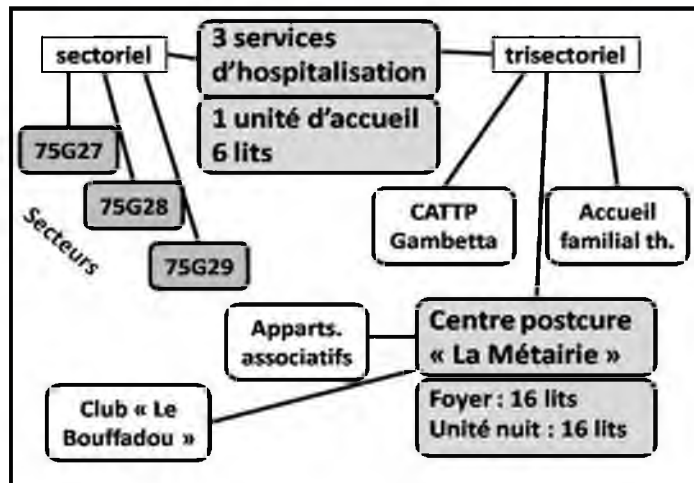 sectoriel
3 services
d'hospitalisation
trisectoriel
1 unité d'accueil
6 lits
75G27
75G28
75G29
Secteurs
CATTP
Gambetta
Accueil
familial th.
Apparts.
associatifs
Centre postcure
« La Métairie »
Foyer : 16 lits
Unité nuit : 16 lits
Club « Le
Bouffadou »